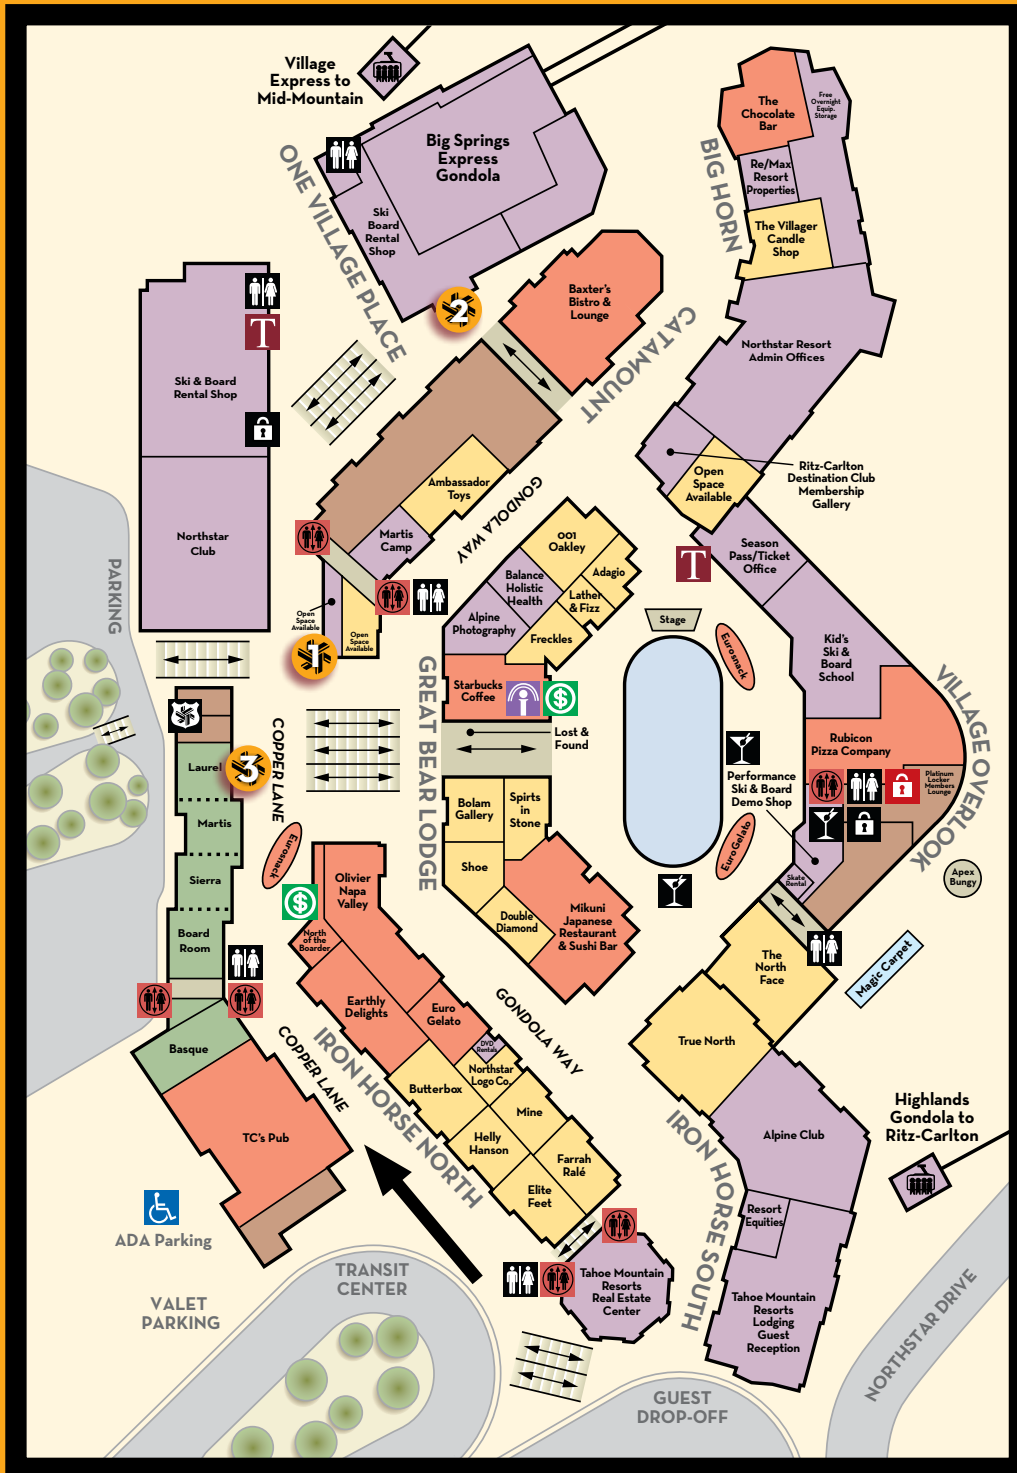 Village
Express to
Mid-Mountain
Big Springs
Express
Gondola
Ski
Board
Rental
Shop
ONE VILLAGE PLACE
2
The
Chocolate
Bar
Free
Overnight
Equip.
Storage
Re/Max
Resort
Properties
The Villager
Candle
Shop
BIG HORN
Northstar Resort
Admin Offices
Baxter's
Bistro &
Lounge
CATAMOUNT
Ski & Board
Rental Shop
T
Northstar
Club
Ambassador
Toys
Martis
Camp
GONDOLA WAY
Open
Space
Available
Open
Space
Available
1
Ritz-Carlton
Destination Club
Membership
Gallery
Open
Space
Available
Season
Pass/Ticket
Office
T
PARKING
001
Oakley
Adagio
Balance
Holistic
Health
Lather
& Fizz
Alpine
Photography
Freckles
Starbucks
Coffee
$
Lost &
Found
GREAT BEAR LODGE
Stage
Eurosnack
Kid's
Ski &
Board
School
VILLAGE OVERLOOK
Rubicon
Pizza Company
Platinum
Locker
Members
Lounge
Performance
Ski & Board
Demo Shop
Skate
Rental
EuroGelato
Apex
Bungy
Magic Carpet
Laurel
3
COPPER LANE
Martis
Sierra
Board
Room
Eurosnack
Bolam
Gallery
Spirts
in
Stone
Shoe
Double
Diamond
Mikuni
Japanese
Restaurant
& Sushi Bar
$
Olivier
Napa
Valley
North
of the
Boarder
Earthly
Delights
Euro
Gelato
DVD
Rentals
Northstar
Logo Co.
Butterbox
Mine
Helly
Hanson
Farrah
Ralé
Elite
Feet
GONDOLA WAY
IRON HORSE NORTH
The
North
Face
True North
Basque
COPPER LANE
TC's Pub
Alpine Club
Highlands
Gondola to
Ritz-Carlton
IRON HORSE SOUTH
Resort
Equities
Tahoe Mountain
Resorts
Lodging
Guest
Reception
Tahoe Mountain
Resorts
Real Estate
Center
ADA Parking
VALET
PARKING
TRANSIT
CENTER
GUEST
DROP-OFF
NORTHSTAR DRIVE